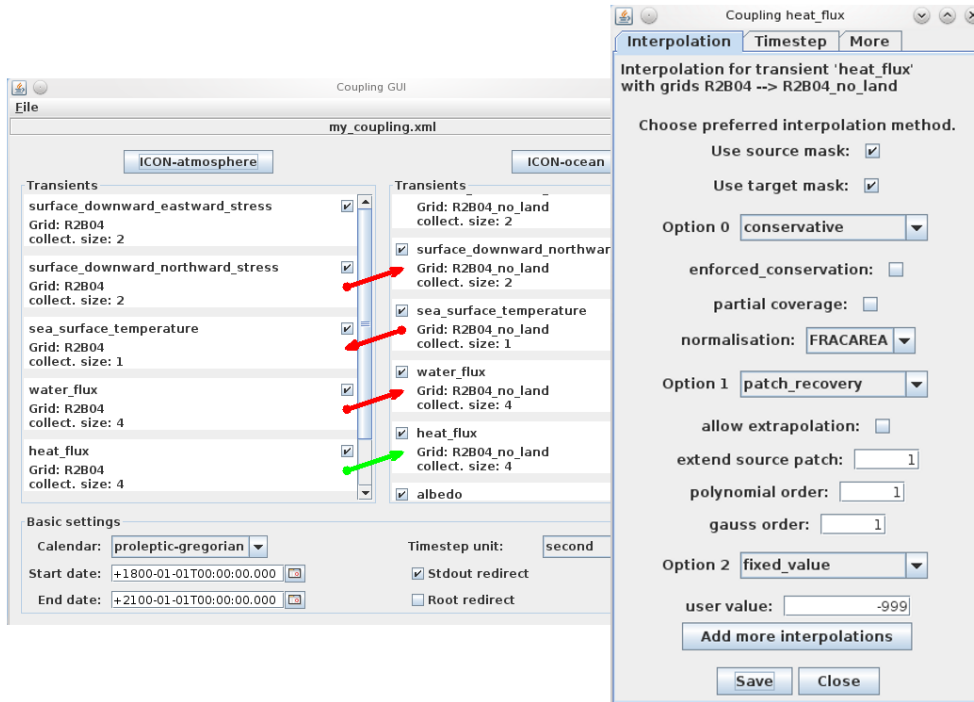 Coupling GUI
File
my_coupling.xml
ICON-atmosphere
ICON-ocean
Transients
surface_downward_eastward_stress
Grid: R2B04
collect. size: 2
surface_downward_northward_stress
Grid: R2B04
collect. size: 2
sea_surface_temperature
Grid: R2B04
collect. size: 1
water_flux
Grid: R2B04
collect. size: 4
heat_flux
Grid: R2B04
collect. size: 4
Transients
Grid: R2B04_no_land
collect. size: 2
surface_downward_northwar
Grid: R2B04_no_land
collect. size: 2
sea_surface_temperature
Grid: R2B04_no_land
collect. size: 1
water_flux
Grid: R2B04_no_land
collect. size: 4
heat_flux
Grid: R2B04_no_land
collect. size: 4
albedo
Basic settings
Calendar: proleptic-gregorian
Timestep unit: second
Start date: +1800-01-01T00:00:00.000
Stdout redirect
End date: +2100-01-01T00:00:00.000
Root redirect
Coupling heat_flux
Interpolation Timestep More
Interpolation for transient 'heat_flux'
with grids R2B04 --> R2B04_no_land
Choose preferred interpolation method.
Use source mask:
Use target mask:
Option 0 conservative
enforced_conservation:
partial coverage:
normalisation: FRACAREA
Option 1 patch_recovery
allow extrapolation:
extend source patch: 1
polynomial order: 1
gauss order: 1
Option 2 fixed_value
user value: -999
Add more interpolations
Save Close